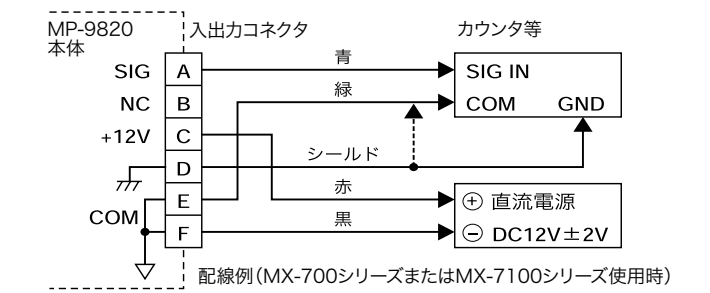 MP-9820
本体
入出力コネクタ
カウンタ等
SIG
A
青
SIG IN
NC
B
緑
COM
GND
+12V
C
D
シールド
E
赤
⊕ 直流電源
COM
F
黒
⊖ DC12V±2V
配線例(MX-700シリーズまたはMX-7100シリーズ使用時)